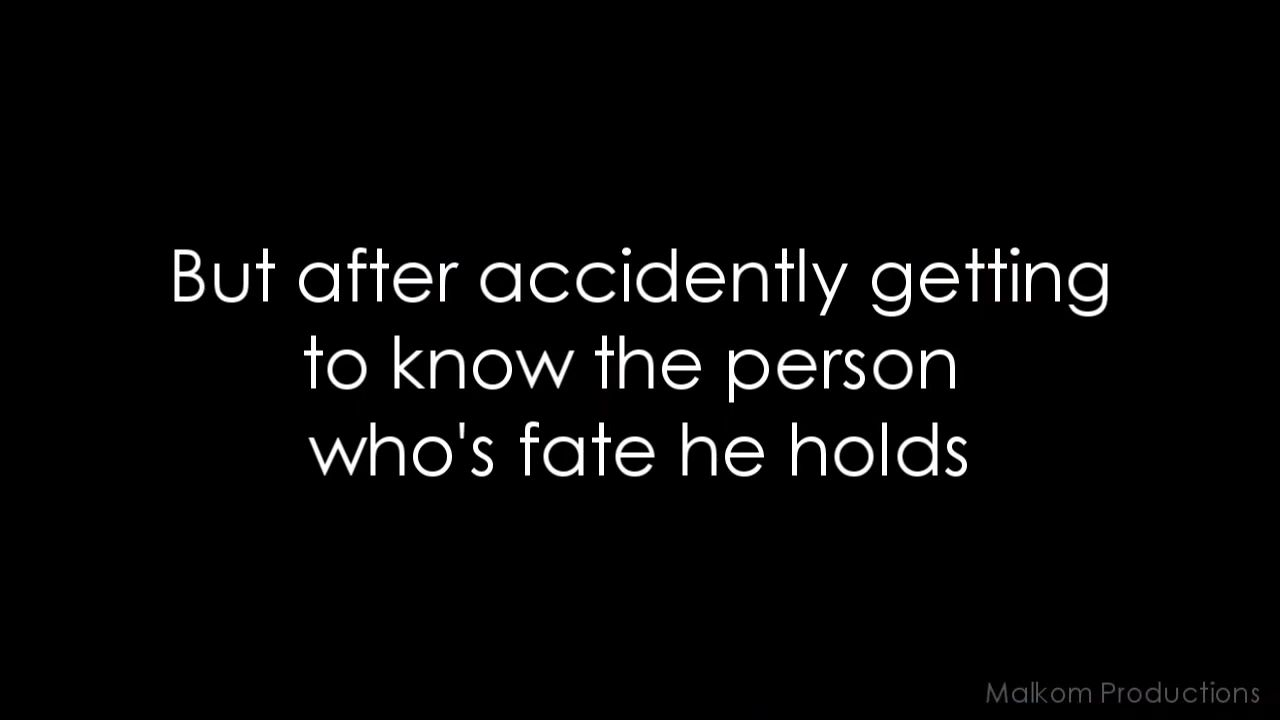 But after accidently getting
to know the person
who's fate he holds
Malkom Productions